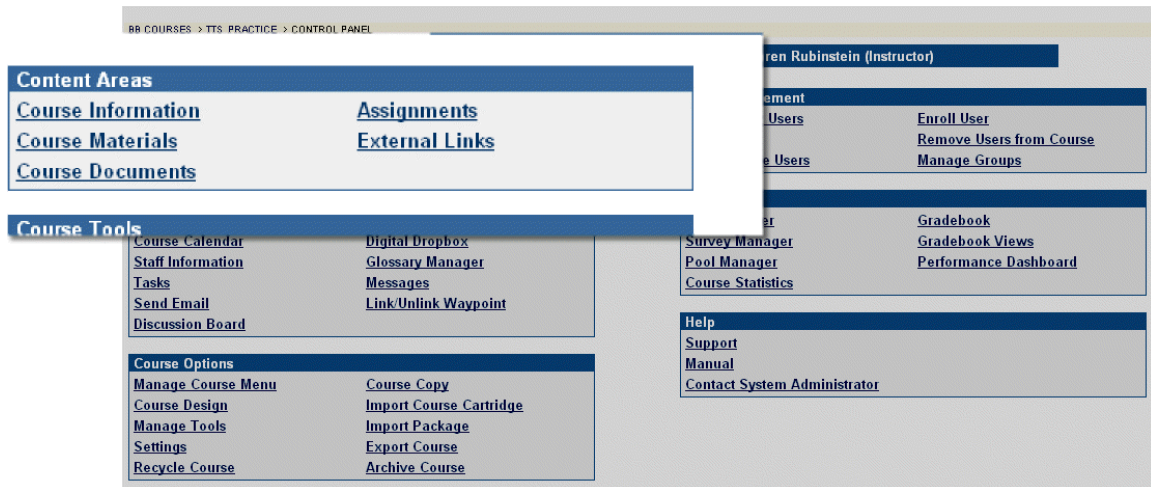 BB COURSES > TTS PRACTICE > CONTROL PANEL
Content Areas
Course Information Assignments
Course Materials External Links
Course Documents
Course Tools
Course Calendar Digital Dropbox
Staff Information Glossary Manager
Tasks Messages
Send Email Link/Unlink Waypoint
Discussion Board
Course Options
Manage Course Menu Course Copy
Course Design Import Course Cartridge
Manage Tools Import Package
Settings Export Course
Recycle Course Archive Course
Rubinstein (Instructor)
Users Enroll User
Remove Users from Course
Users Manage Groups
Gradebook
Survey Manager Gradebook Views
Pool Manager Performance Dashboard
Course Statistics
Help
Support
Manual
Contact System Administrator